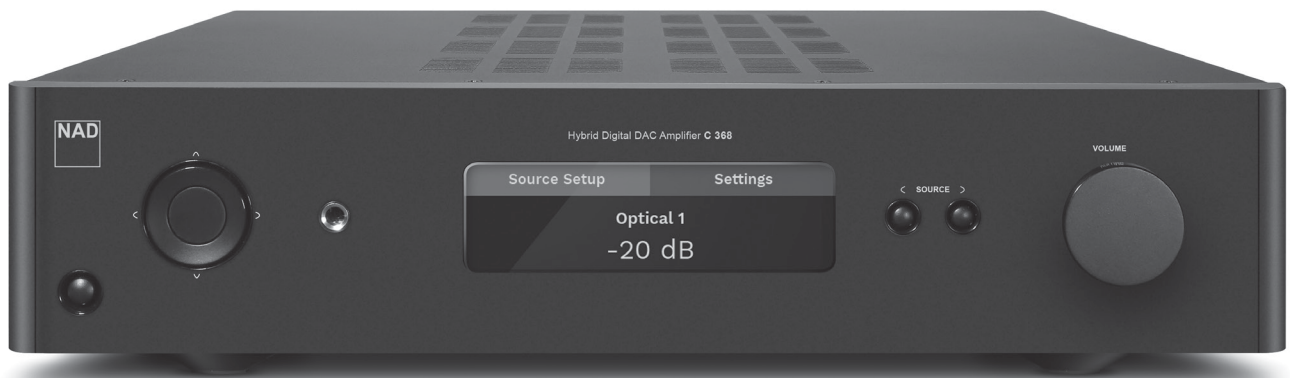 NAD
Hybrid Digital DAC Amplifier C 368
VOLUME
Source Setup Settings
SOURCE
Optical 1
-20 dB